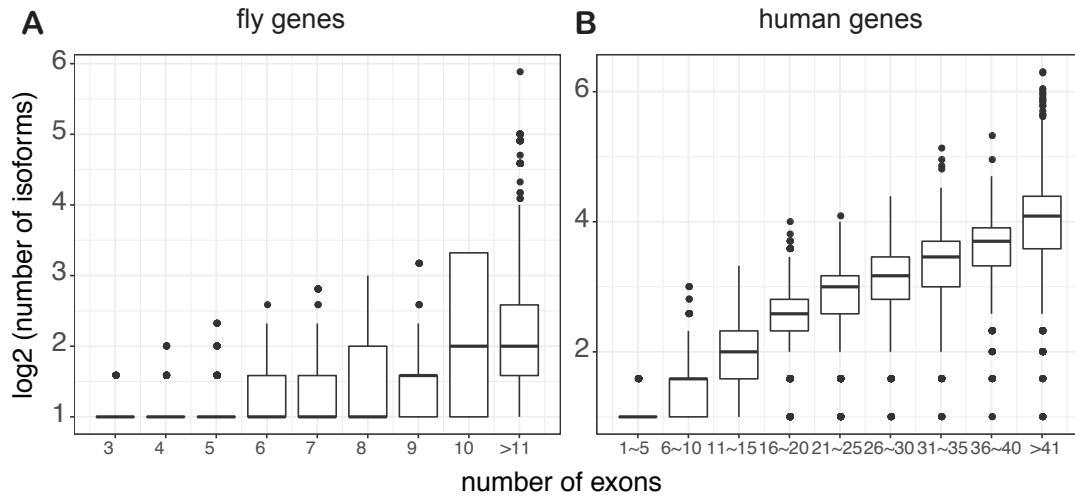 A fly genes
B human genes
log2 (number of isoforms)
6
5
4
3
2
1
3 4 5 6 7 8 9 10 >11
6
4
2
1~5 6~10 11~15 16~20 21~25 26~30 31~35 36~40 >41
number of exons